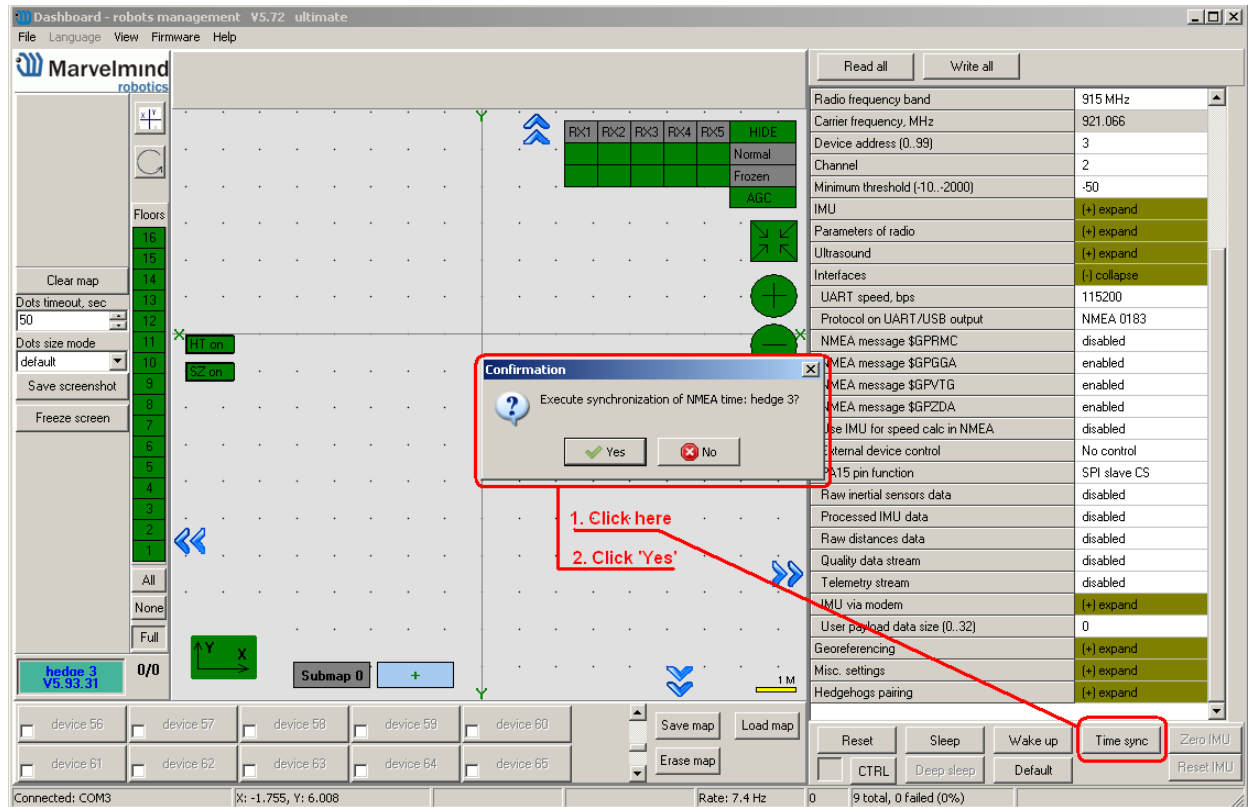 Dashboard - robots management V5.72 ultimate
File Language View Firmware Help
Marvelmind
robotics
Read all Write all
Radio frequency band 915 MHz
Carrier frequency, MHz 921.066
Device address (0..99) 3
Channel 2
Minimum threshold (-10..-2000) -50
IMU (+) expand
Parameters of radio (+) expand
Ultrasound (+) expand
Interfaces (-) collapse
UART speed, bps 115200
Protocol on UART/USB output NMEA 0183
NMEA message $GPRMC disabled
NMEA message $GPGGA enabled
NMEA message $GPVTG enabled
NMEA message $GPZDA enabled
Use IMU for speed calc in NMEA disabled
External device control No control
PA15 pin function SPI slave CS
Raw inertial sensors data disabled
Processed IMU data disabled
Raw distances data disabled
Quality data stream disabled
Telemetry stream disabled
IMU via modem (+) expand
User payload data size (0..32) 0
Georeferencing (+) expand
Misc. settings (+) expand
Hedgehogs pairing (+) expand
X Y
Floors
16
15
14
13
12
11
10
9
8
7
6
5
4
3
2
1
All
None
Full
0/0
Clear map
Dots timeout, sec
50
Dots size mode
default
Save screenshot
Freeze screen
hedge 3
V5.93.31
Y
RX1 RX2 RX3 RX4 RX5 HIDE
Normal
Frozen
AGC
X
X
HT on
SZ on
Confirmation
Execute synchronization of NMEA time: hedge 3?
Yes No
1. Click here
2. Click 'Yes'
Y
X
Submap 0 +
Y
1 M
device 56 device 57 device 58 device 59 device 60
device 61 device 62 device 63 device 64 device 65
Save map Load map
Erase map
Reset Sleep Wake up Time sync Zero IMU
CTRL Deep sleep Default Reset IMU
Connected: COM3 X: -1.755, Y: 6.008 Rate: 7.4 Hz 0 9 total, 0 failed (0%)